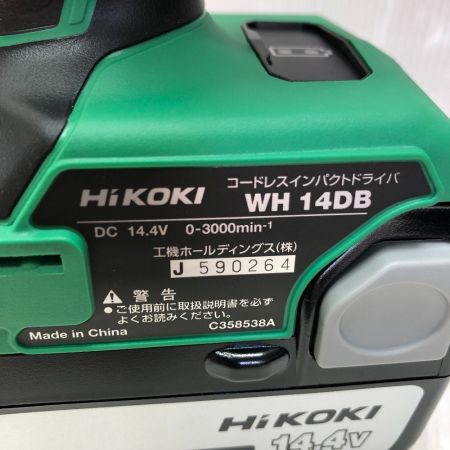 コードレスインパクトドライバ
HiKOKI WH 14DB
DC 14.4V 0-3000min-1
工機ホールディングス(株)
J 590264
警告
●ご使用前に取扱説明書を必ず
よくお読みください。
Made in China C358538A
HiKOKI
14.4V